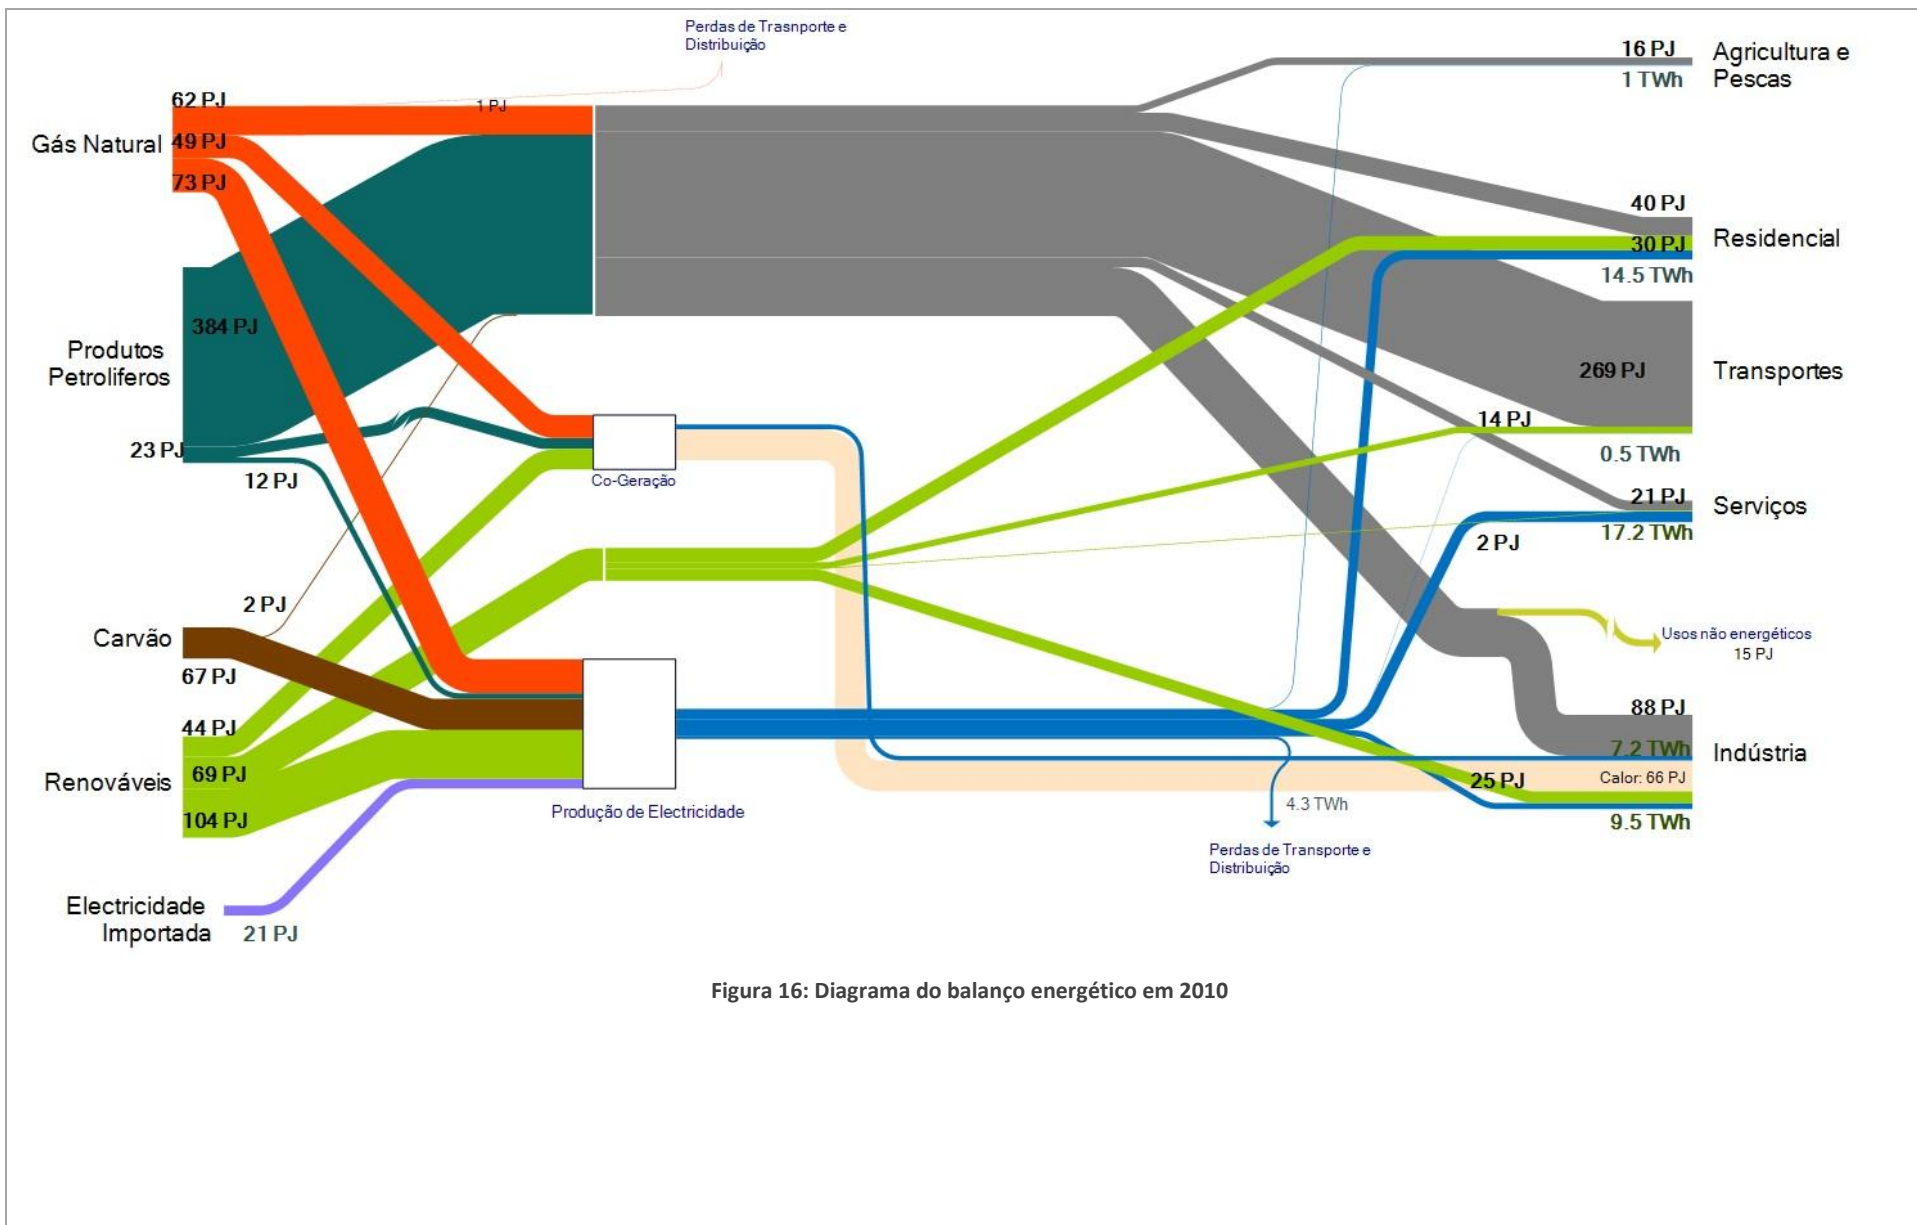 Perdas de Trasnporte e
Distribuição
16 PJ
Agricultura e
Pescas
1 TWh
62 PJ
1 PJ
Gás Natural
49 PJ
73 PJ
40 PJ
30 PJ
Residencial
14.5 TWh
384 PJ
Produtos
Petroliferos
269 PJ
Transportes
14 PJ
23 PJ
0.5 TWh
12 PJ
Co-Geração
21 PJ
Serviços
17.2 TWh
2 PJ
2 PJ
Carvão
67 PJ
Usos não energéticos
15 PJ
88 PJ
44 PJ
7.2 TWh
Indústria
69 PJ
Renováveis
25 PJ
Calor: 66 PJ
104 PJ
Produção de Electricidade
4.3 TWh
9.5 TWh
Perdas de Transporte e
Distribuição
Electricidade
Importada
21 PJ
Figura 16: Diagrama do balanço energético em 2010